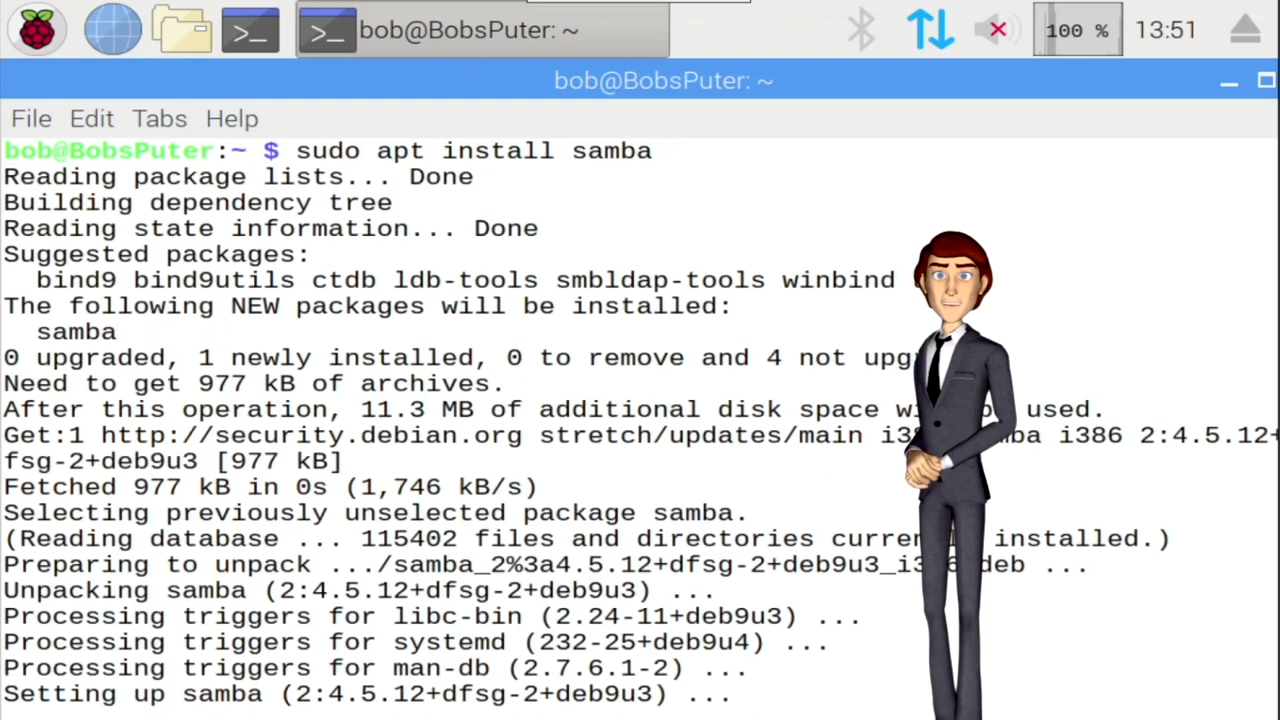 bob@BobsPuter: ~
100 %
13:51
bob@BobsPuter: ~
File Edit Tabs Help
bob@BobsPuter:~ $ sudo apt install samba
Reading package lists... Done
Building dependency tree
Reading state information... Done
Suggested packages:
bind9 bind9utils ctdb ldb-tools smbldap-tools winbind
The following NEW packages will be installed:
samba
0 upgraded, 1 newly installed, 0 to remove and 4 not
Need to get 977 kB of archives.
After this operation, 11.3 MB of additional disk space used.
Get:1 http://security.debian.org stretch/updates/main i386 2:4.5.12+
fsg-2+deb9u3 [977 kB]
Fetched 977 kB in 0s (1,746 kB/s)
Selecting previously unselected package samba.
(Reading database ... 115402 files and directories installed.)
Preparing to unpack .../samba_2%3a4.5.12+dfsg-2+deb9u3_i386.deb ...
Unpacking samba (2:4.5.12+dfsg-2+deb9u3) ...
Processing triggers for libc-bin (2.24-11+deb9u3) ...
Processing triggers for systemd (232-25+deb9u4) ...
Processing triggers for man-db (2.7.6.1-2) ...
Setting up samba (2:4.5.12+dfsg-2+deb9u3) ...